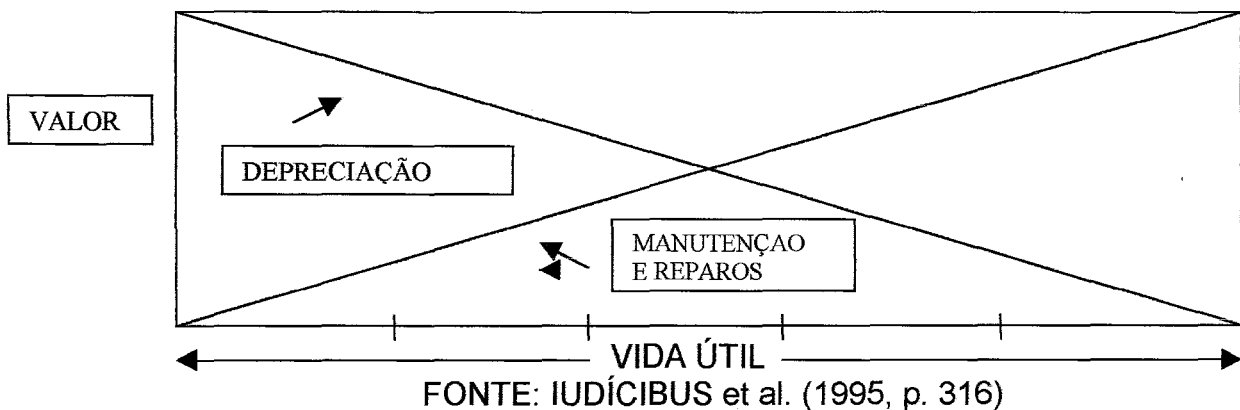 VALOR
DEPRECIAÇÃO
MANUTENÇAO
E REPAROS
VIDA ÚTIL
FONTE: IUDÍCIBUS et al. (1995, p. 316)